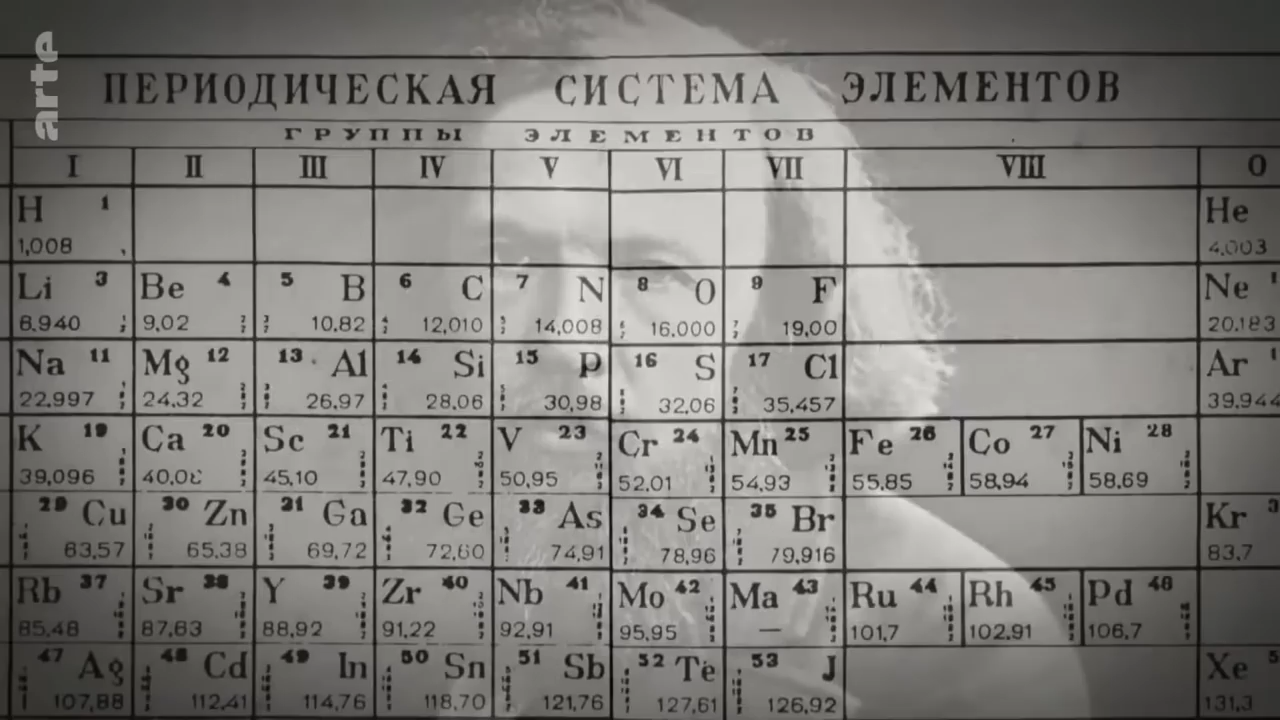 arte
ПЕРИОДИЧЕСКАЯ СИСТЕМА ЭЛЕМЕНТОВ
ГРУППЫ ЭЛЕМЕНТОВ
I II III IV V VI VII VIII O
H 1 He
1,008 4,003
Li 3 Be 4 5 B 6 C 7 N 8 O 9 F Ne
6.940 9,02 10.82 12,010 14,008 16.000 19,00 20.183
Na 11 Mg 12 13 Al 14 Si 15 P 16 S 17 Cl Ar
22.997 24,32 26.97 28.06 30,98 32.06 35,457 39.944
K 19 Ca 20 Sc 21 Ti 22 V 23 Cr 24 Mn 25 Fe 26 Co 27 Ni 28
39,096 40,08 45,10 47,90 50,95 52,01 54,93 55,85 58,94 58.69
29 Cu 30 Zn 31 Ga 32 Ge 33 As 34 Se 35 Br Kr
63,57 65,38 69,72 72,60 74,91 78,96 79,916 83.7
Rb 37 Sr 38 Y 39 Zr 40 Nb 41 Mo 42 Ma 43 Ru 44 Rh 45 Pd 46
85,48 87,63 88,92 91,22 92,91 95,95 — 101,7 102,91 106,7
47 Ag 48 Cd 49 In 50 Sn 51 Sb 52 Te 53 J Xe
107,88 112,41 114,76 118,70 121,76 127,61 126,92 131,3